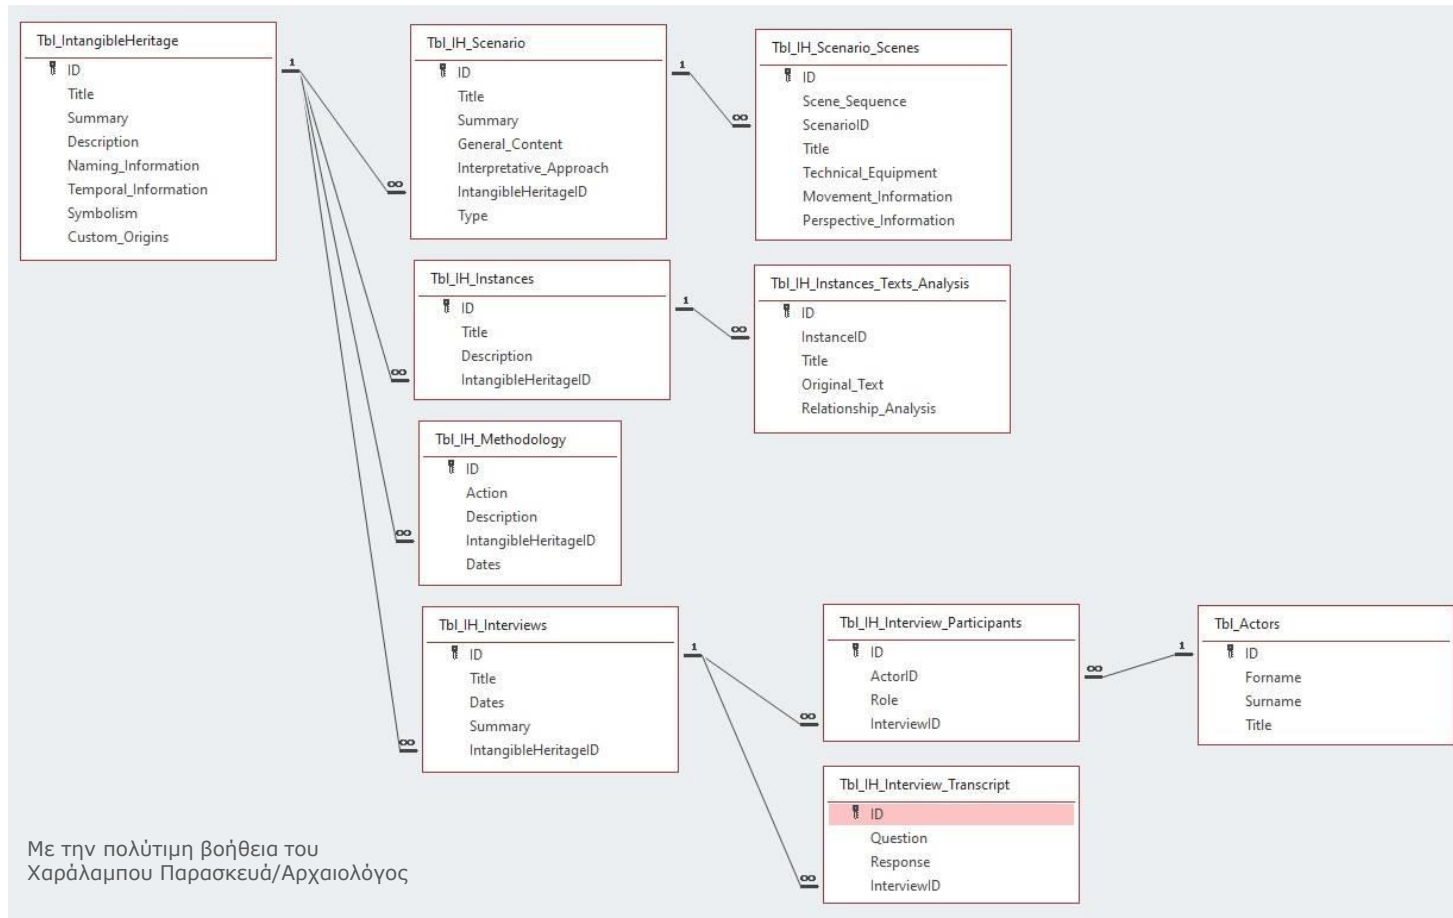 Tbl_IntangibleHeritage
ID
Title
Summary
Description
Naming_Information
Temporal_Information
Symbolism
Custom_Origins
1
Tbl_IH_Scenario
ID
Title
Summary
General_Content
Interpretative_Approach
IntangibleHeritageID
Type
∞
1
Tbl_IH_Scenario_Scenes
ID
Scene_Sequence
ScenarioID
Title
Technical_Equipment
Movement_Information
Perspective_Information
∞
Tbl_IH_Instances
ID
Title
Description
IntangibleHeritageID
∞
1
Tbl_IH_Instances_Texts_Analysis
ID
InstanceID
Title
Original_Text
Relationship_Analysis
∞
Tbl_IH_Methodology
ID
Action
Description
IntangibleHeritageID
Dates
∞
Tbl_IH_Interviews
ID
Title
Dates
Summary
IntangibleHeritageID
∞
1
Tbl_IH_Interview_Participants
ID
ActorID
Role
InterviewID
∞
∞
1
Tbl_Actors
ID
Forname
Surname
Title
Tbl_IH_Interview_Transcript
ID
Question
Response
InterviewID
∞
Με την πολύτιμη βοήθεια του
Χαράλαμπου Παρασκευά/Αρχαιολόγος